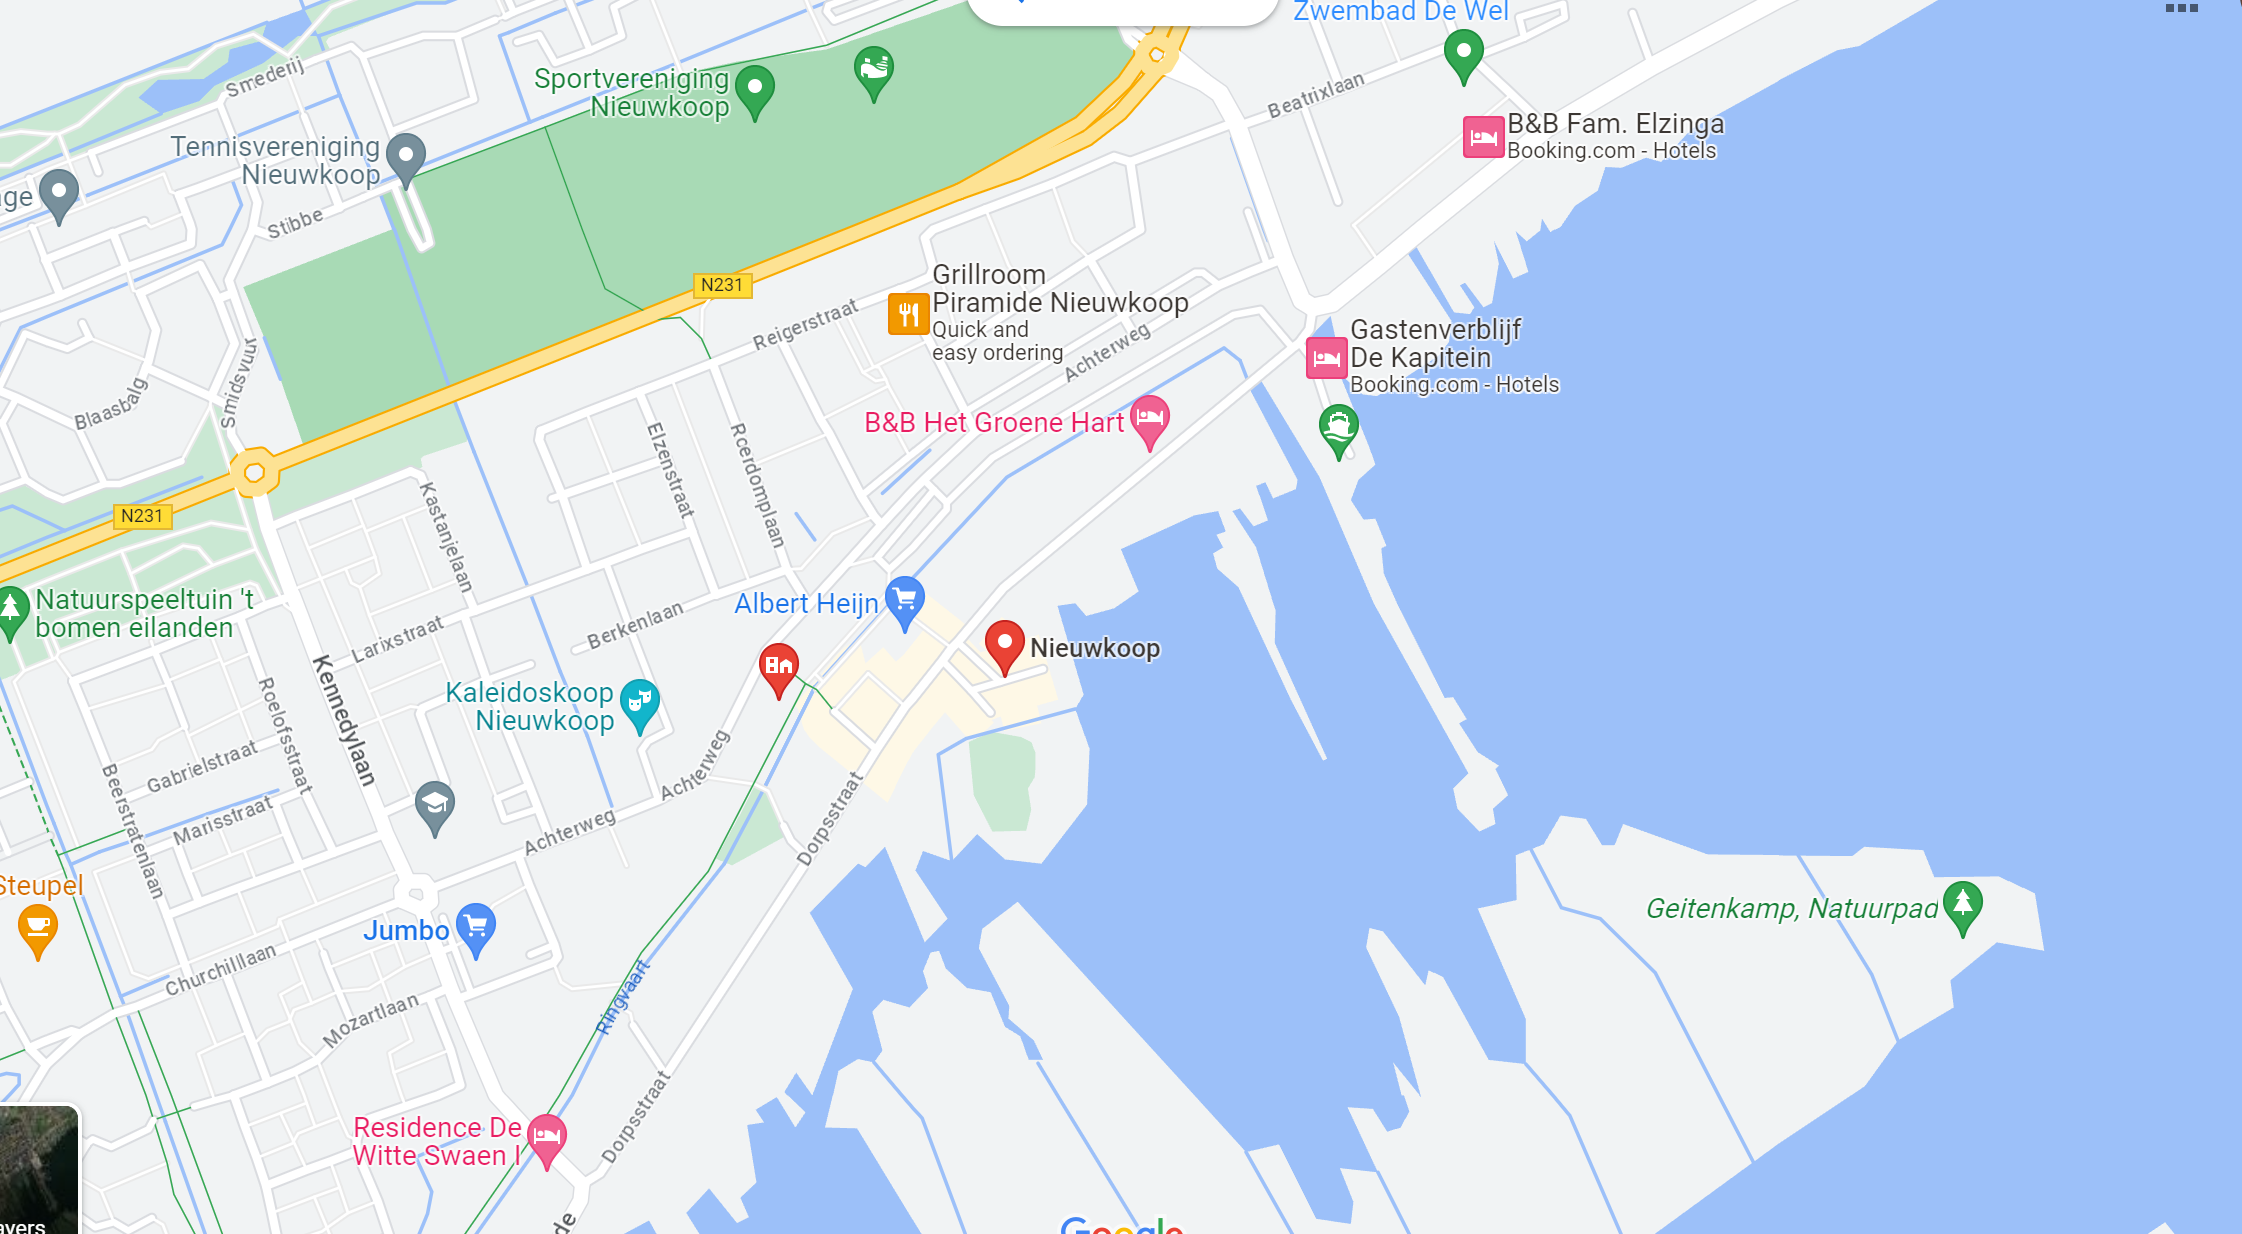 Zwembad De Wel
Smederij
Beatrixlaan
Sportvereniging
Nieuwkoop
B&B Fam. Elzinga
Booking.com - Hotels
Tennisvereniging
Nieuwkoop
age
Stibbe
Grillroom
Piramide Nieuwkoop
Quick and
easy ordering
N231
Reigerstraat
Achterweg
Gastenverblijf
De Kapitein
Booking.com - Hotels
Smidsvuur
Blaasbalg
B&B Het Groene Hart
Elzenstraat
Roerdomplaan
N231
Kastanjelaan
Natuurspeeltuin 't
bomen eilanden
Albert Heijn
Berkenlaan
Larixstraat
Nieuwkoop
Kennedylaan
Kaleidoskoop
Nieuwkoop
Roelofsstraat
Gabrielstraat
Achterweg
Beerstratenlaan
Marisstraat
Achterweg
Dorpsstraat
Steupel
Geitenkamp, Natuurpad
Jumbo
Churchilllaan
Mozartlaan
Ringvaart
Dorpsstraat
Residence De
Witte Swaen I
de
ayers
Google